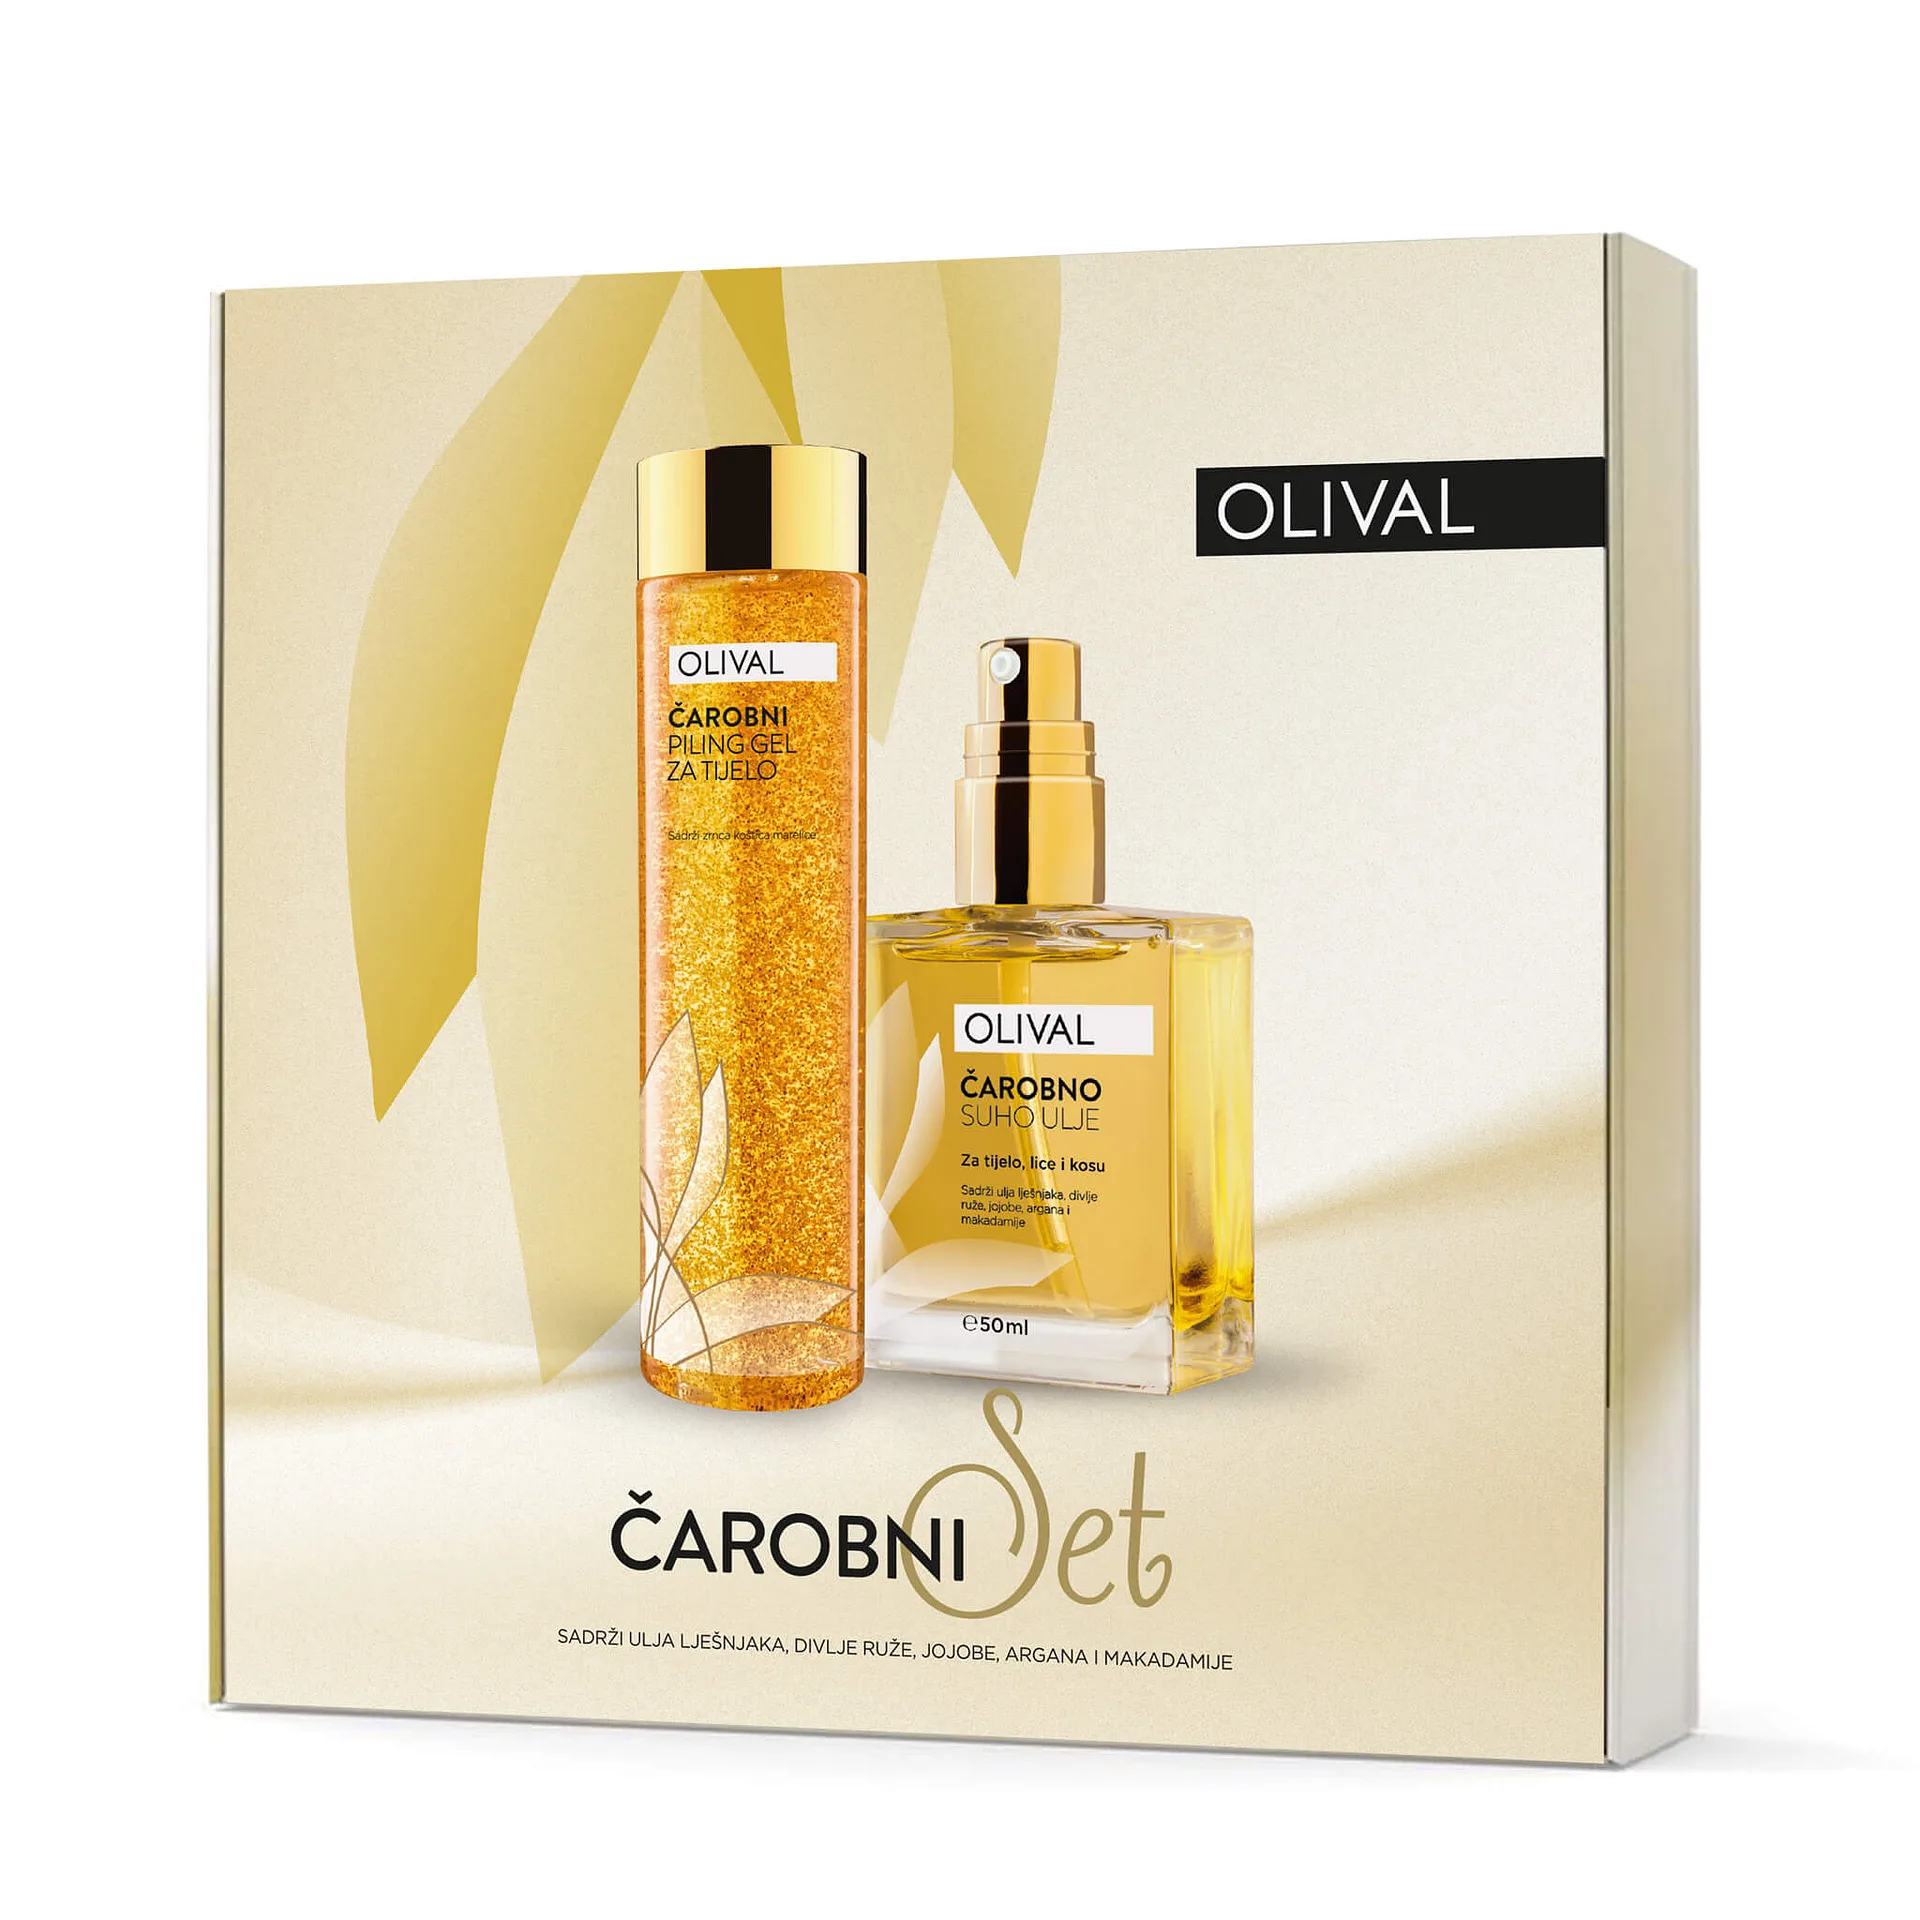 OLIVAL
OLIVAL
ČAROBNI
PILING GEL
ZA TIJELO
Sadrži zrnca koštica marelice
OLIVAL
ČAROBNO
SUHO ULJE
Za tijelo, lice i kosu
Sadrži ulja lješnjaka, divlje
ruže, jojobe, argana i
makadamije
℮50ml
ČAROBNI Set
SADRŽI ULJA LJEŠNJAKA, DIVLJE RUŽE, JOJOBE, ARGANA I MAKADAMIJE